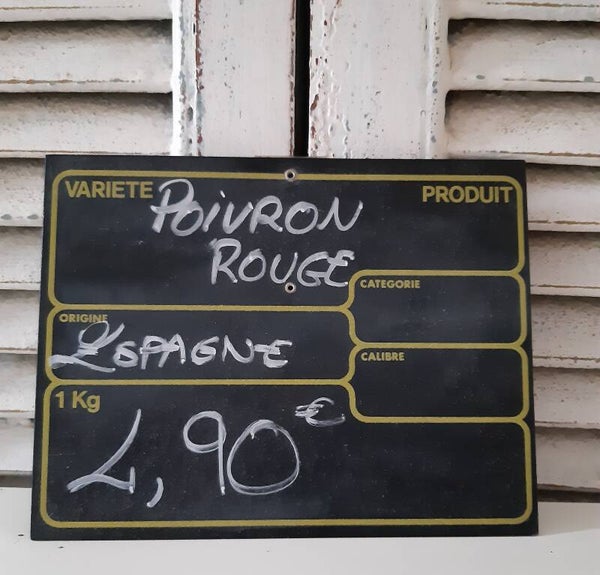 VARIETE POIVRON PRODUIT
ROUGE
CATEGORIE
ORIGINE
ESPAGNE
CALIBRE
1 Kg
4,90€